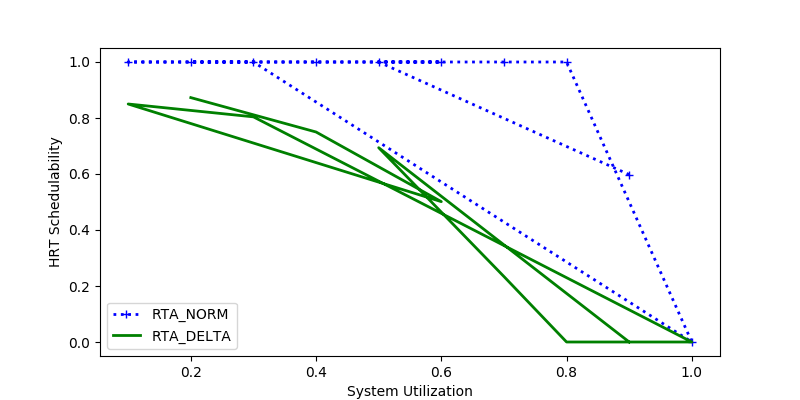 1.0
0.8
0.6
0.4
0.2
0.0
HRT Schedulability
RTA_NORM
RTA_DELTA
0.2 0.4 0.6 0.8 1.0
System Utilization